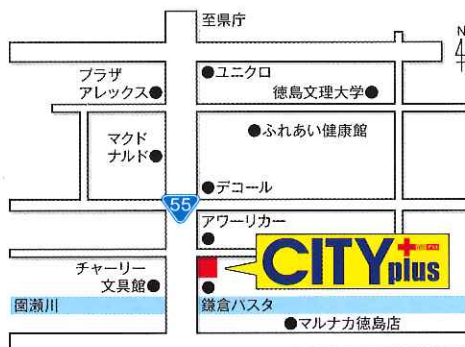 至県庁
N
プラザ
アレックス
ユニクロ
徳島文理大学
マクド
ナルド
ふれあい健康館
デコール
55
アワーリカー
CITY plus
チャーリー
文具館
園瀬川
鎌倉パスタ
マルナカ徳島店